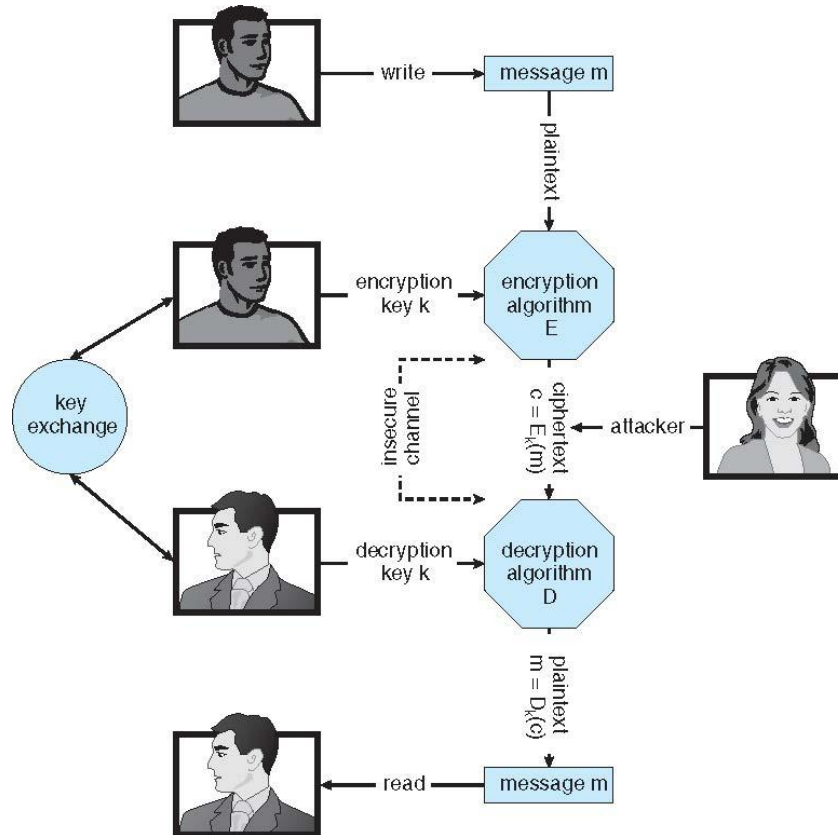 write
message m
plaintext
encryption
key k
encryption
algorithm
E
key
exchange
insecure
channel
ciphertext
c = Eₖ(m)
attacker
decryption
key k
decryption
algorithm
D
plaintext
m = Dₖ(c)
read
message m